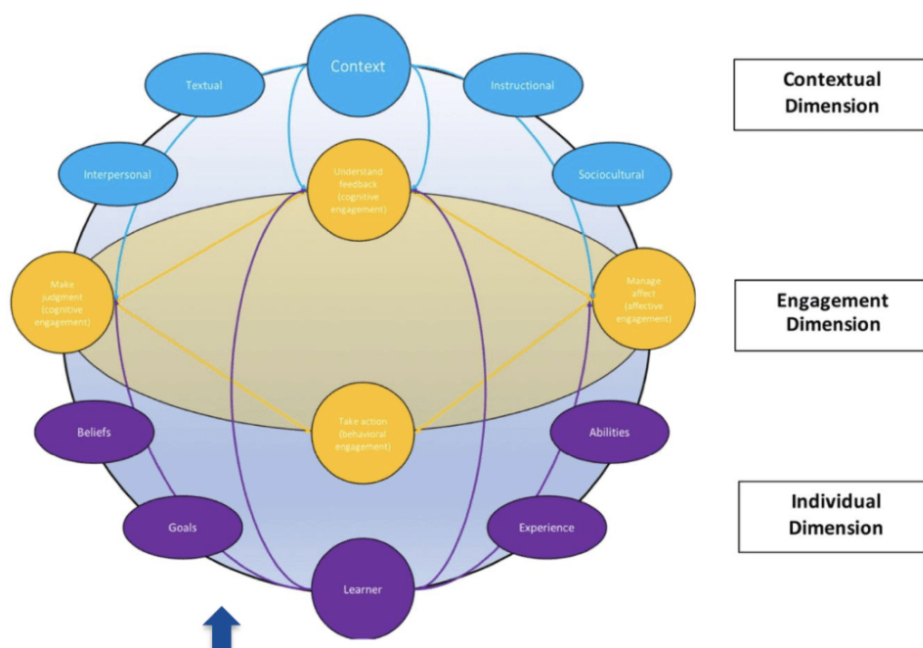 Context
Textual
Instructional
Contextual
Dimension
Interpersonal
Understand
feedback
(cognitive
engagement)
Sociocultural
Make
judgment
(cognitive
engagement)
Manage
affect
(affective
engagement)
Engagement
Dimension
Beliefs
Take action
(behavioral
engagement)
Abilities
Goals
Experience
Individual
Dimension
Learner